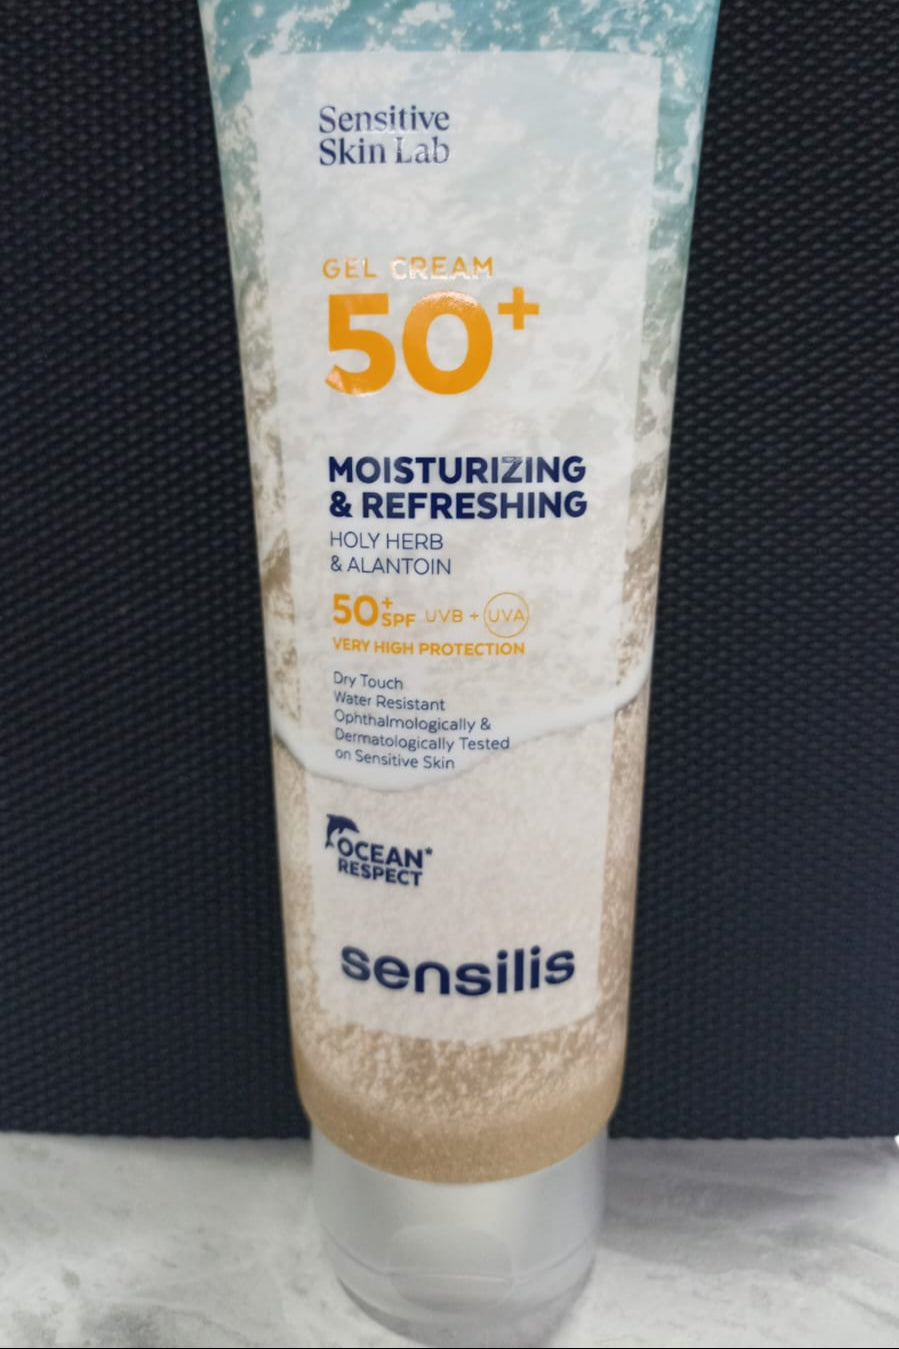 Sensitive
Skin Lab
GEL CREAM
50+
MOISTURIZING
& REFRESHING
HOLY HERB
& ALANTOIN
50+ SPF UVB + UVA
VERY HIGH PROTECTION
Dry Touch
Water Resistant
Ophthalmologically &
Dermatologically Tested
on Sensitive Skin
OCEAN*
RESPECT
sensilis